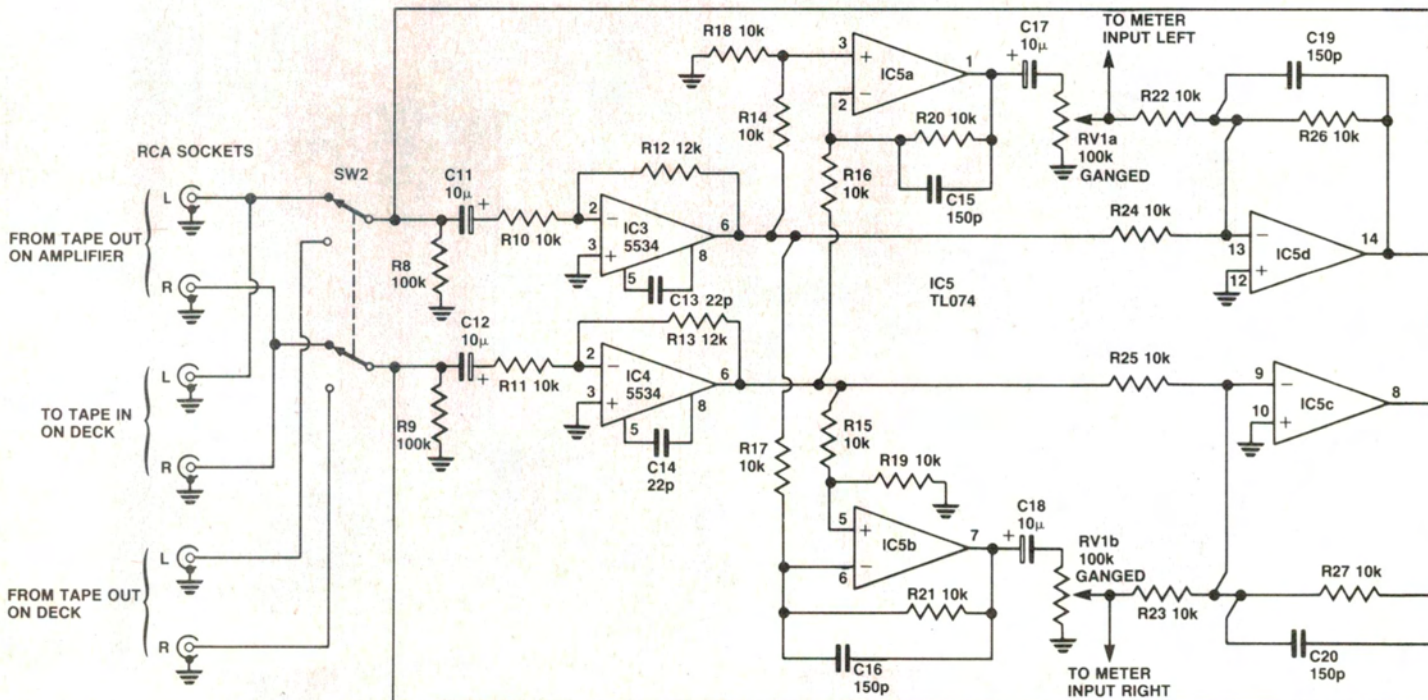 TO METER
INPUT LEFT
C17
10μ
C19
150p
R18 10k
3
+
1
+
IC5a
−
2
R14
10k
R20 10k
R22 10k
R26 10k
RV1a
100k
GANGED
RCA SOCKETS
SW2
C11
10μ
+
R12 12k
R16
10k
C15
150p
L
FROM TAPE OUT
ON AMPLIFIER
R
R10 10k
2
−
IC3
5534
6
3
+
5
8
C13 22p
R8
100k
R24 10k
13
−
14
IC5d
+
12
IC5
TL074
C12
10μ
+
R13 12k
L
TO TAPE IN
ON DECK
R
R11 10k
2
−
IC4
5534
6
3
+
5
8
C14
22p
R9
100k
R25 10k
9
−
IC5c
8
10
+
R17
10k
R15
10k
R19 10k
5
+
IC5b
7
−
6
+
C18
10μ
RV1b
100k
GANGED
L
FROM TAPE OUT
ON DECK
R
R21 10k
R23 10k
R27 10k
C16
150p
C20
150p
TO METER
INPUT RIGHT